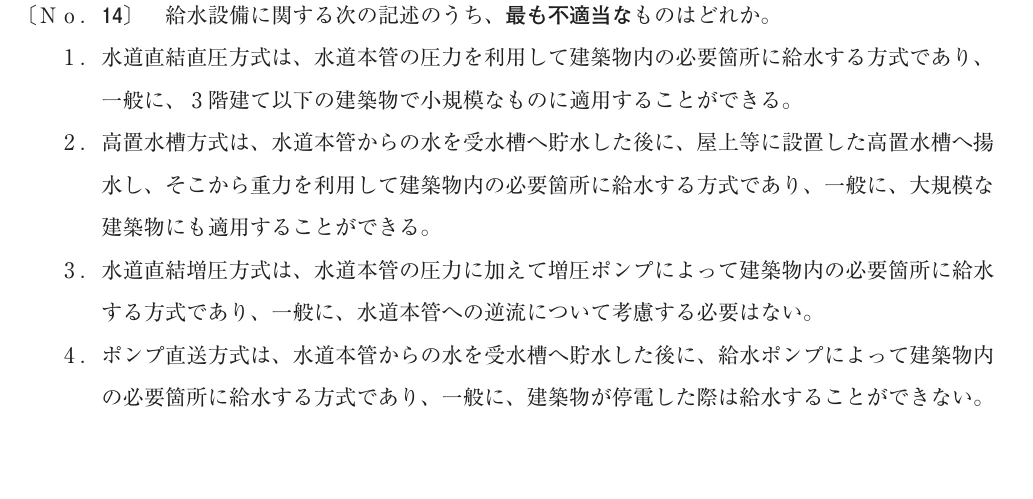 〔Ｎｏ．14〕　給水設備に関する次の記述のうち、最も不適当なものはどれか。
１．水道直結直圧方式は、水道本管の圧力を利用して建築物内の必要箇所に給水する方式であり、
一般に、３階建て以下の建築物で小規模なものに適用することができる。
２．高置水槽方式は、水道本管からの水を受水槽へ貯水した後に、屋上等に設置した高置水槽へ揚
水し、そこから重力を利用して建築物内の必要箇所に給水する方式であり、一般に、大規模な
建築物にも適用することができる。
３．水道直結増圧方式は、水道本管の圧力に加えて増圧ポンプによって建築物内の必要箇所に給水
する方式であり、一般に、水道本管への逆流について考慮する必要はない。
４．ポンプ直送方式は、水道本管からの水を受水槽へ貯水した後に、給水ポンプによって建築物内
の必要箇所に給水する方式であり、一般に、建築物が停電した際は給水することができない。